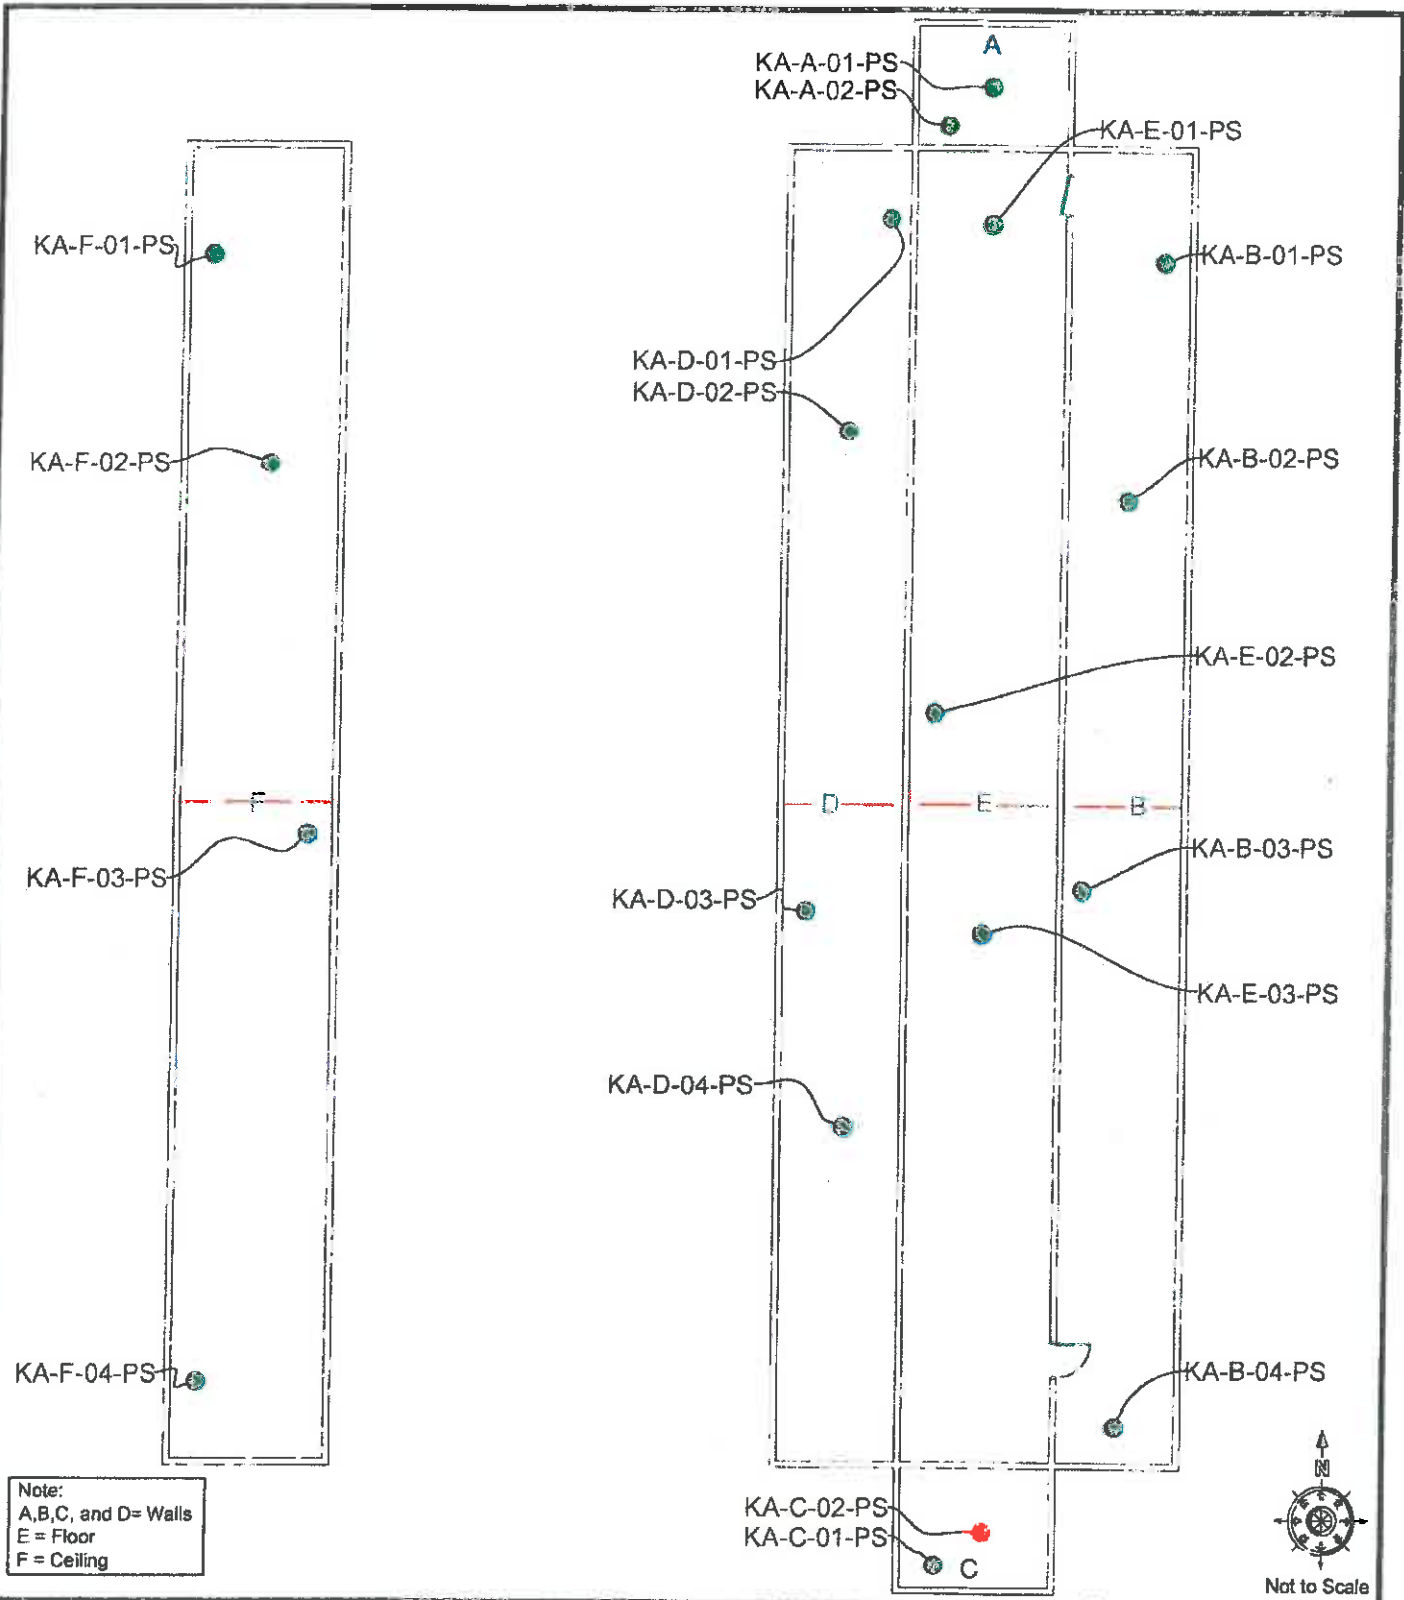 A
KA-A-01-PS
KA-A-02-PS
KA-E-01-PS
KA-F-01-PS
KA-B-01-PS
KA-D-01-PS
KA-D-02-PS
KA-F-02-PS
KA-B-02-PS
KA-E-02-PS
F
D
E
B
KA-F-03-PS
KA-B-03-PS
KA-D-03-PS
KA-E-03-PS
KA-D-04-PS
KA-F-04-PS
KA-B-04-PS
KA-C-02-PS
KA-C-01-PS
C
Note:
A,B,C, and D= Walls
E = Floor
F = Ceiling
N
Not to Scale